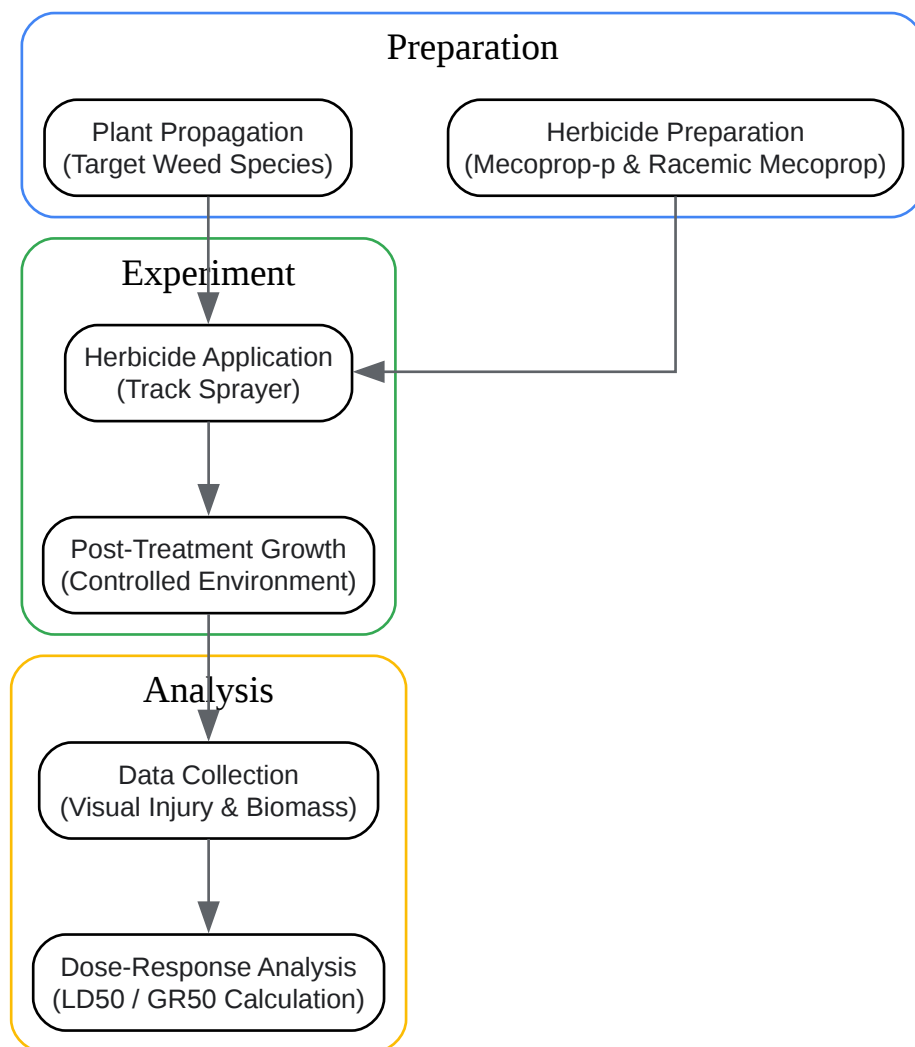 Preparation
Plant Propagation
(Target Weed Species)
Herbicide Preparation
(Mecoprop-p & Racemic Mecoprop)
Experiment
Herbicide Application
(Track Sprayer)
Post-Treatment Growth
(Controlled Environment)
Analysis
Data Collection
(Visual Injury & Biomass)
Dose-Response Analysis
(LD50 / GR50 Calculation)